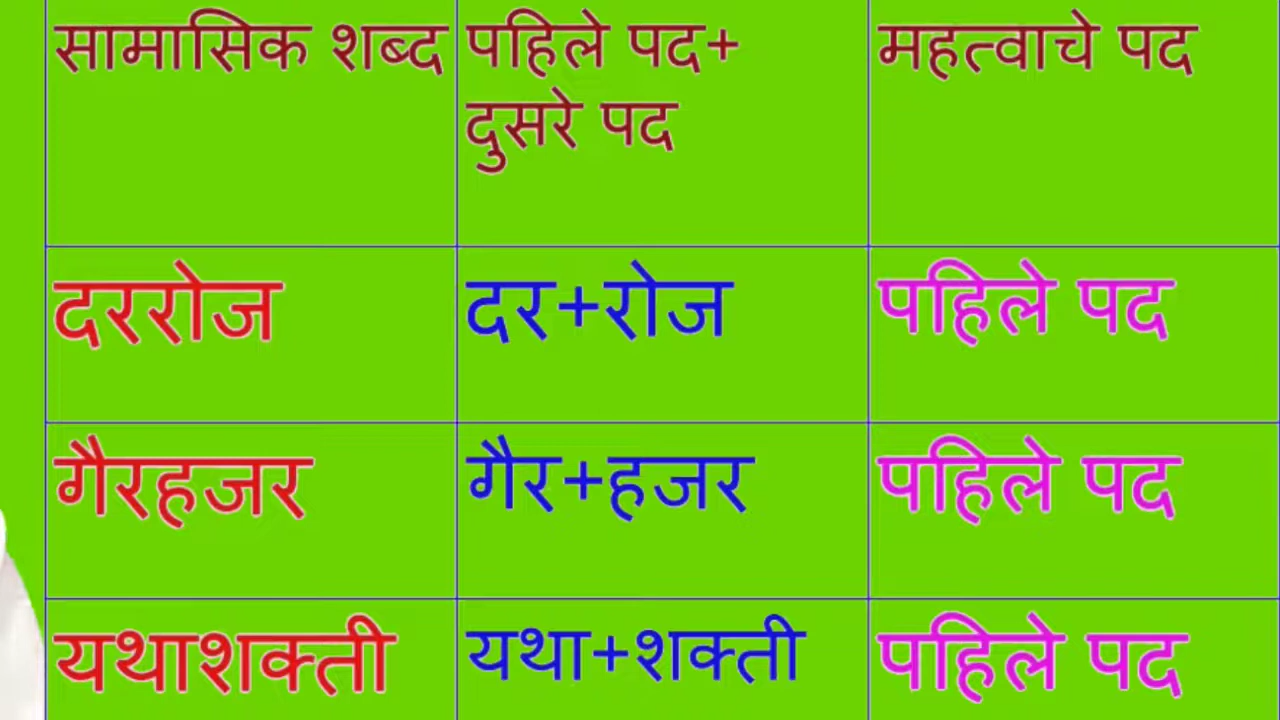 सामासिक शब्द पहिले पद+ महत्वाचे पद
दुसरे पद
दररोज दर+रोज पहिले पद
गैरहजर गैर+हजर पहिले पद
यथाशक्ती यथा+शक्ती पहिले पद